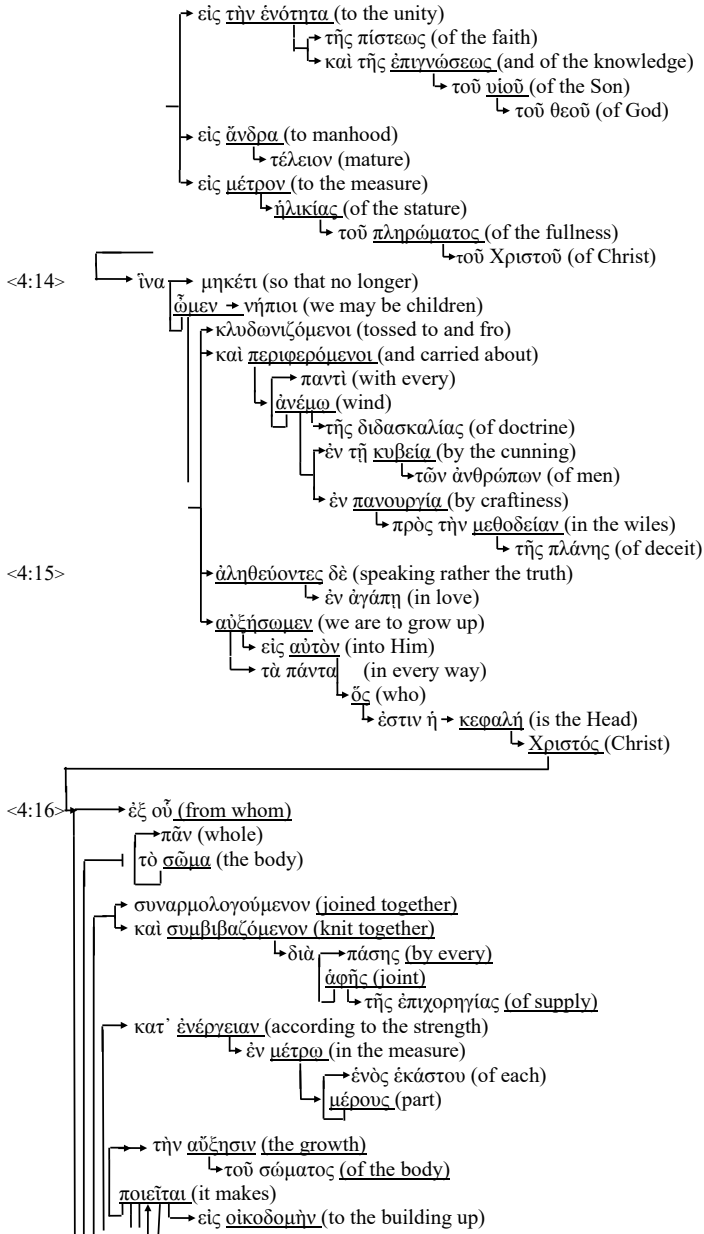 εἰς τὴν ἑνότητα (to the unity)
τῆς πίστεως (of the faith)
καὶ τῆς ἐπιγνώσεως (and of the knowledge)
τοῦ υἱοῦ (of the Son)
τοῦ θεοῦ (of God)
εἰς ἄνδρα (to manhood)
τέλειον (mature)
εἰς μέτρον (to the measure)
ἡλικίας (of the stature)
τοῦ πληρώματος (of the fullness)
τοῦ Χριστοῦ (of Christ)
<4:14> ἳνα μηκέτι (so that no longer)
ὦμεν νήπιοι (we may be children)
κλυδωνιζόμενοι (tossed to and fro)
καὶ περιφερόμενοι (and carried about)
παντὶ (with every)
ἀνέμῳ (wind)
τῆς διδασκαλίας (of doctrine)
ἐν τῇ κυβείᾳ (by the cunning)
τῶν ἀνθρώπων (of men)
ἐν πανουργίᾳ (by craftiness)
πρὸς τὴν μεθοδείαν (in the wiles)
τῆς πλάνης (of deceit)
<4:15> ἀληθεύοντες δὲ (speaking rather the truth)
ἐν ἀγάπῃ (in love)
αὐξήσωμεν (we are to grow up)
εἰς αὐτὸν (into Him)
τὰ πάντα (in every way)
ὅς (who)
ἐστιν ἡ κεφαλή (is the Head)
Χριστός (Christ)
<4:16> ἐξ οὗ (from whom)
πᾶν (whole)
τὸ σῶμα (the body)
συναρμολογούμενον (joined together)
καὶ συμβιβαζόμενον (knit together)
διὰ πάσης (by every)
ἁφῆς (joint)
τῆς ἐπιχορηγίας (of supply)
κατ᾽ ἐνέργειαν (according to the strength)
ἐν μέτρῳ (in the measure)
ἑνὸς ἑκάστου (of each)
μέρους (part)
τὴν αὔξησιν (the growth)
τοῦ σώματος (of the body)
ποιεῖται (it makes)
εἰς οἰκοδομὴν (to the building up)